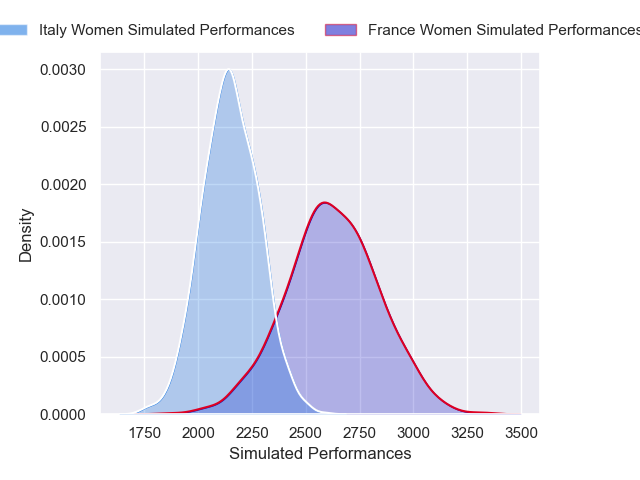 Italy Women Simulated Performances France Women Simulated Performances
0.0030
0.0025
0.0020
0.0015
0.0010
0.0005
0.0000
Density
1750 2000 2250 2500 2750 3000 3250 3500
Simulated Performances